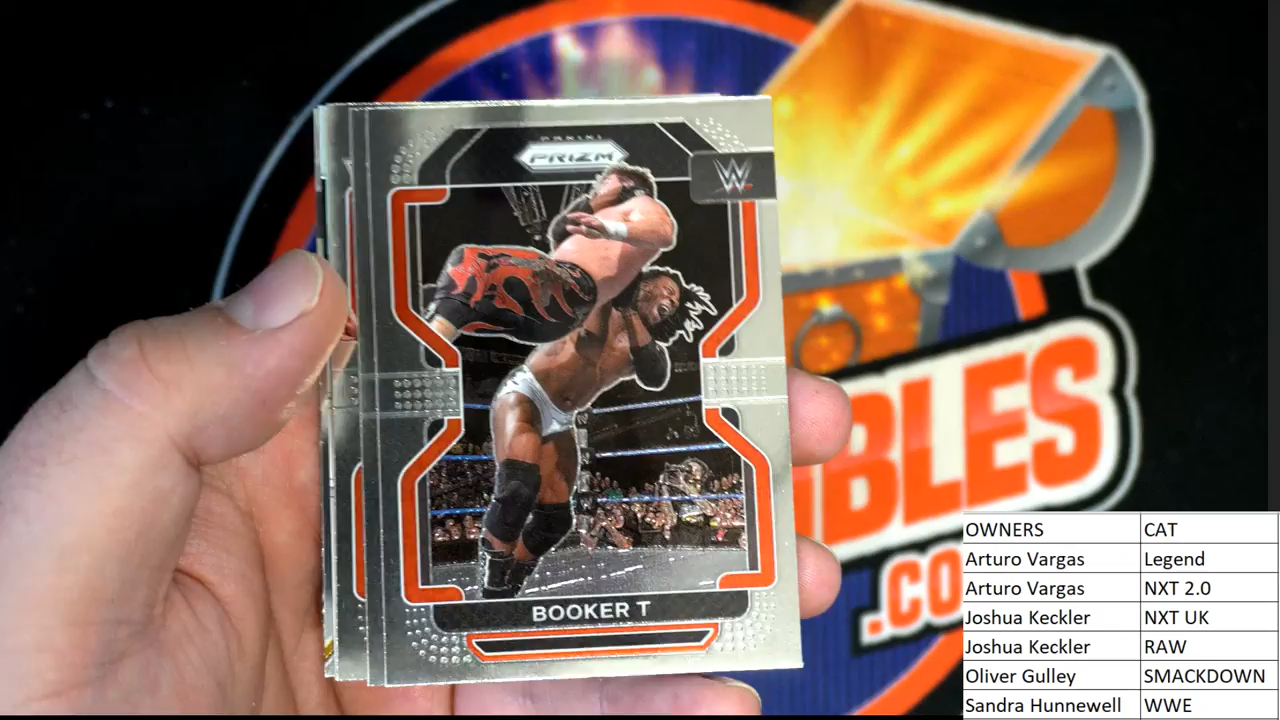 PANINI
PRIZM
W
BOOKER T
IBLES
.CO
OWNERS CAT
Arturo Vargas Legend
Arturo Vargas NXT 2.0
Joshua Keckler NXT UK
Joshua Keckler RAW
Oliver Gulley SMACKDOWN
Sandra Hunnewell WWE